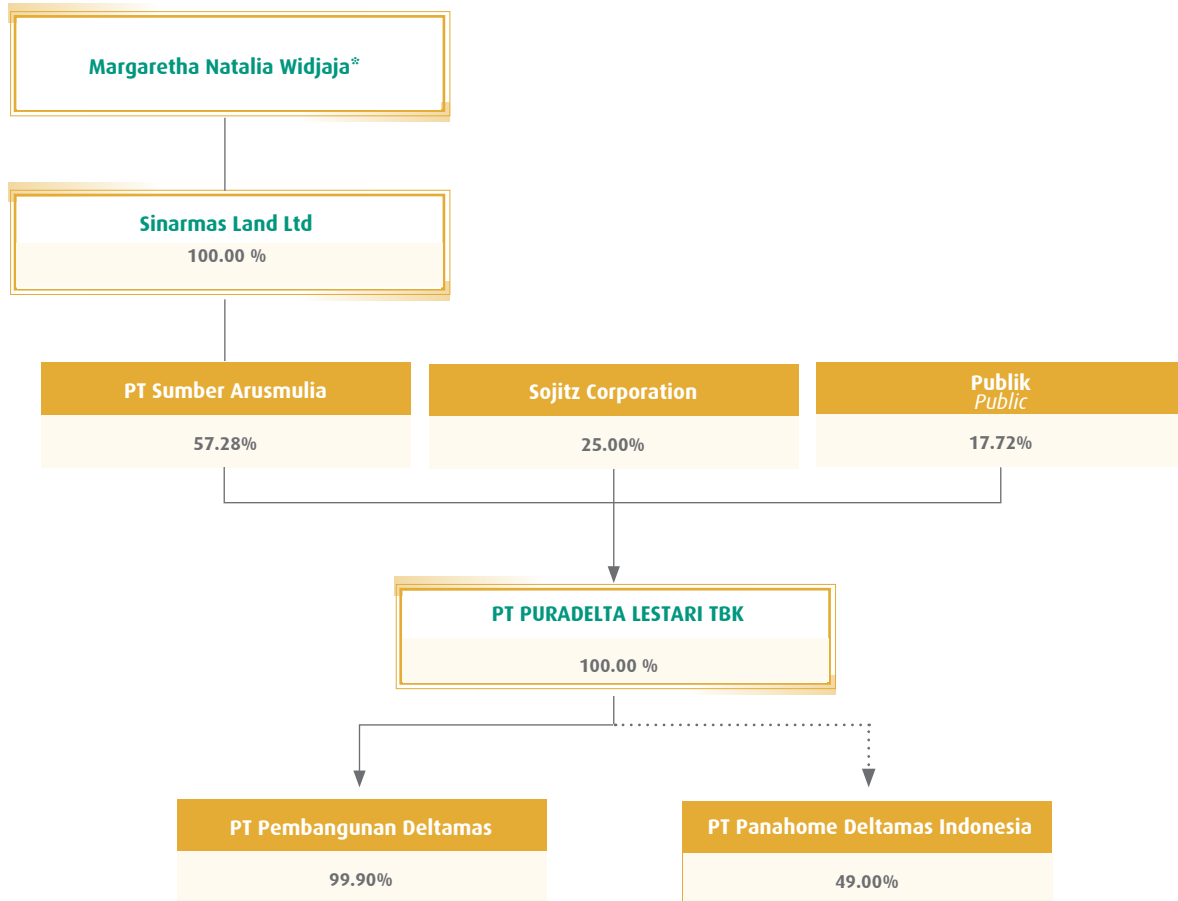 Margaretha Natalia Widjaja*
Sinarmas Land Ltd
100.00 %
PT Sumber Arusmulia
57.28%
Sojitz Corporation
25.00%
Publik
Public
17.72%
PT PURADELTA LESTARI TBK
100.00 %
PT Pembangunan Deltamas
99.90%
PT Panahome Deltamas Indonesia
49.00%